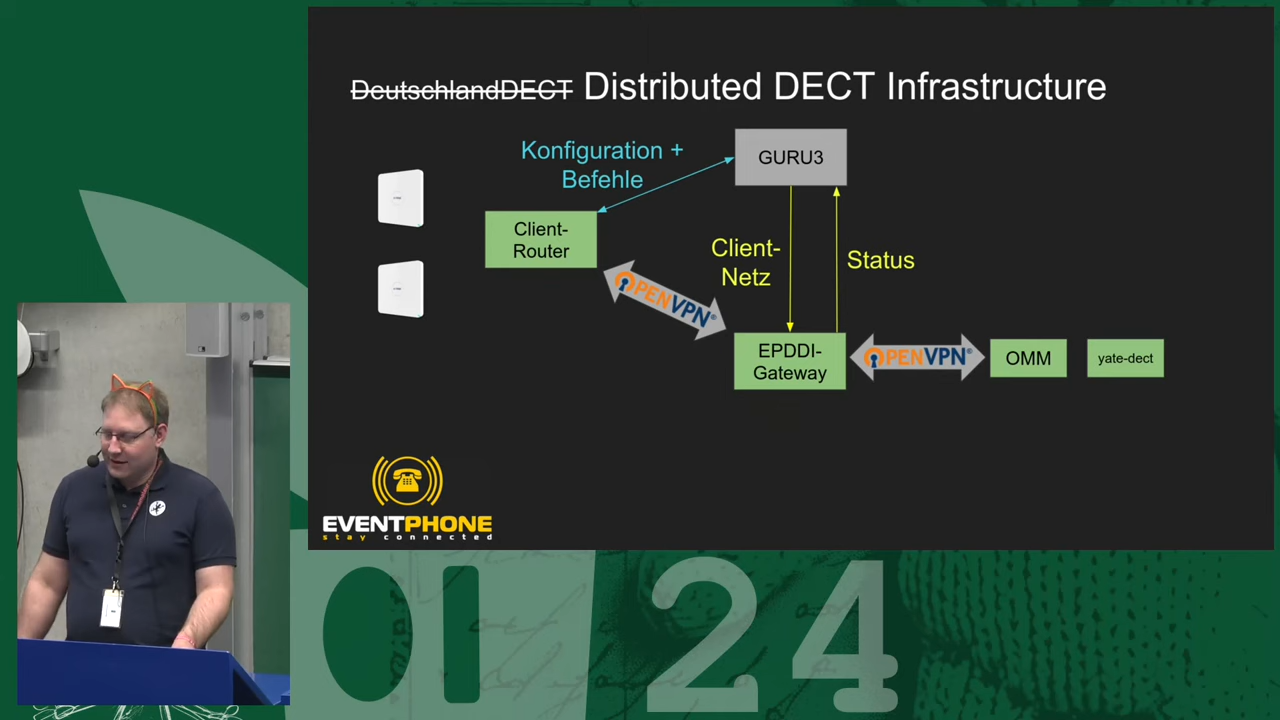 DeutschlandDECT Distributed DECT Infrastructure
Konfiguration +
Befehle
GURU3
Client-
Router
Client-
Netz
Status
OPENVPN®
EPDDI-
Gateway
OPENVPN®
OMM
yate-dect
EVENTPHONE
stay connected
24